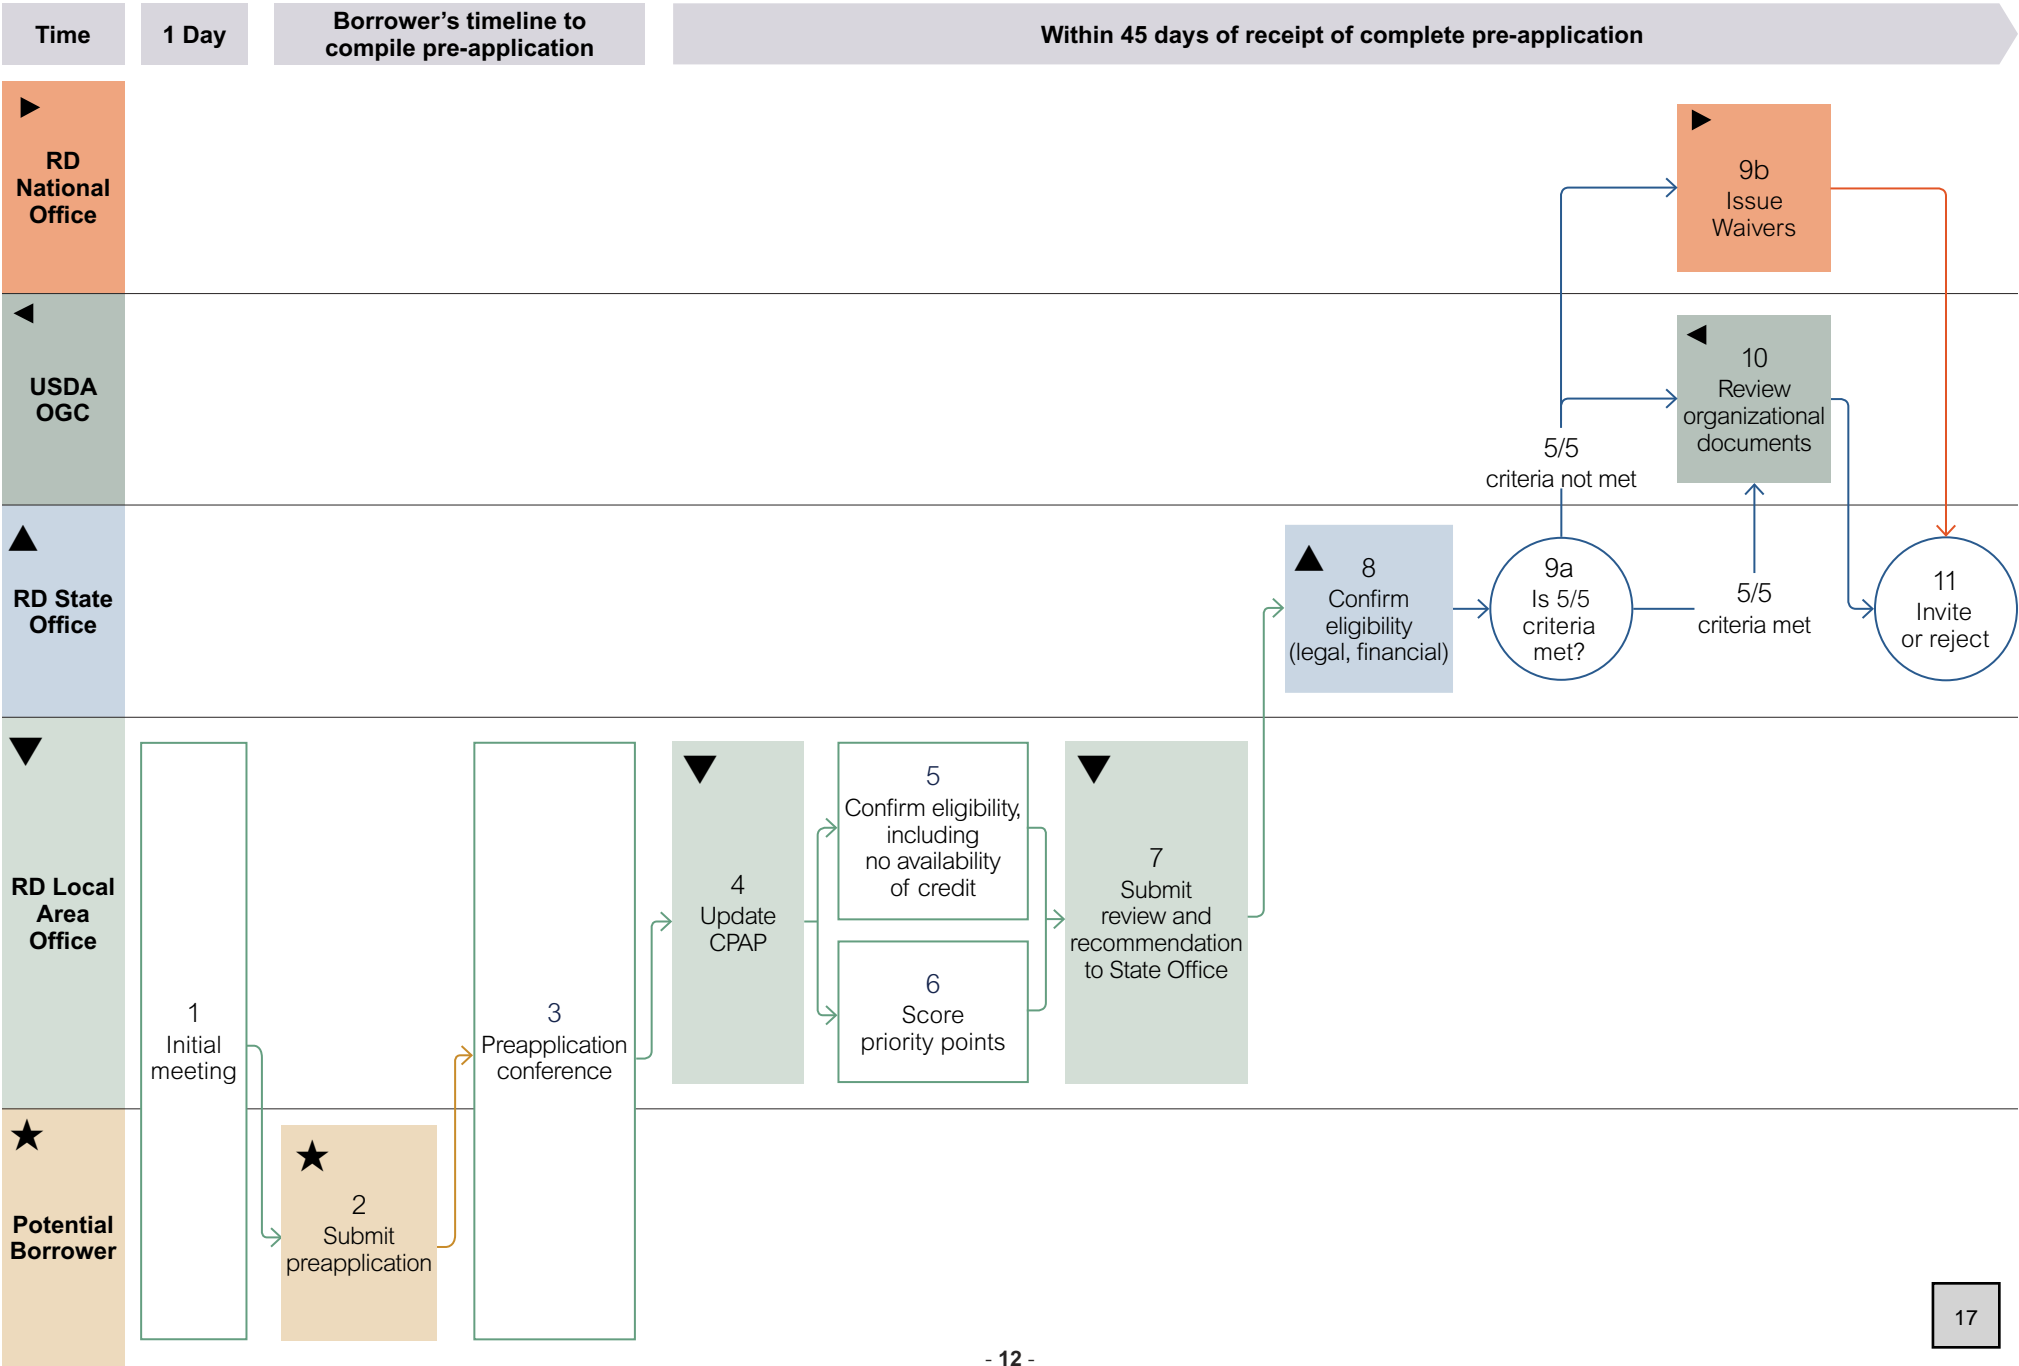 Time
1 Day
Borrower’s timeline to
compile pre-application
Within 45 days of receipt of complete pre-application
RD
National
Office
9b
Issue
Waivers
USDA
OGC
10
Review
organizational
documents
5/5
criteria not met
RD State
Office
8
Confirm
eligibility
(legal, financial)
9a
Is 5/5
criteria
met?
5/5
criteria met
11
Invite
or reject
RD Local
Area
Office
1
Initial
meeting
3
Preapplication
conference
4
Update
CPAP
5
Confirm eligibility,
including
no availability
of credit
6
Score
priority points
7
Submit
review and
recommendation
to State Office
Potential
Borrower
2
Submit
preapplication
17
- 12 -